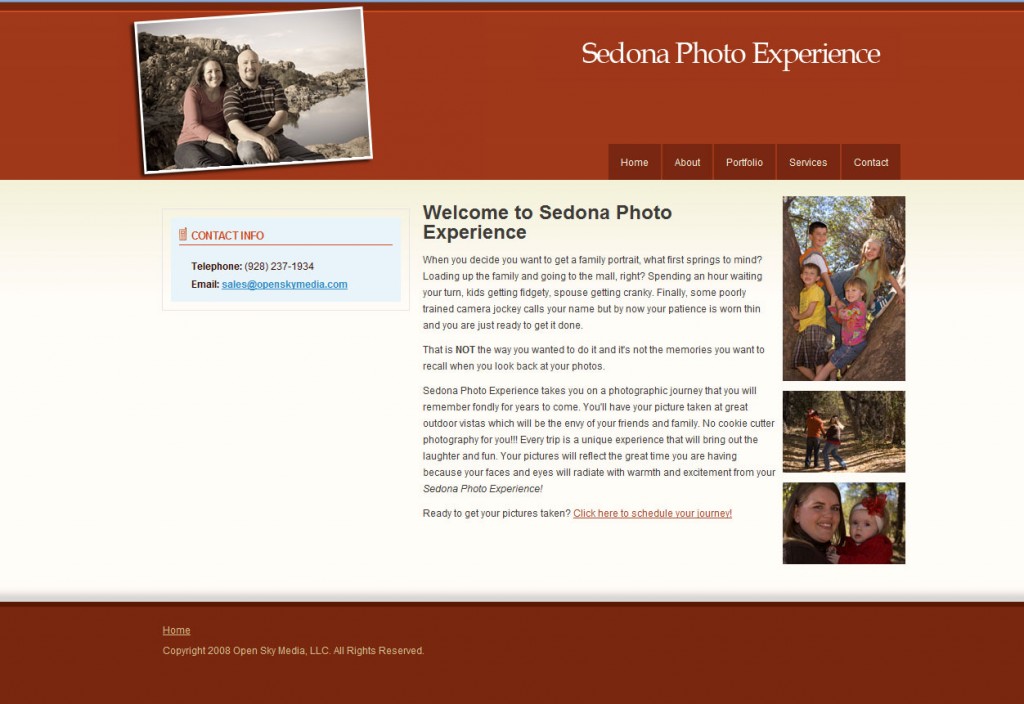 Sedona Photo Experience
Home About Portfolio Services Contact
CONTACT INFO
Telephone: (928) 237-1934
Email: sales@openskymedia.com
Welcome to Sedona Photo
Experience
When you decide you want to get a family portrait, what first springs to mind?
Loading up the family and going to the mall, right? Spending an hour waiting
your turn, kids getting fidgety, spouse getting cranky. Finally, some poorly
trained camera jockey calls your name but by now your patience is worn thin
and you are just ready to get it done.
That is NOT the way you wanted to do it and it's not the memories you want to
recall when you look back at your photos.
Sedona Photo Experience takes you on a photographic journey that you will
remember fondly for years to come. You'll have your picture taken at great
outdoor vistas which will be the envy of your friends and family. No cookie cutter
photography for you!!! Every trip is a unique experience that will bring out the
laughter and fun. Your pictures will reflect the great time you are having
because your faces and eyes will radiate with warmth and excitement from your
Sedona Photo Experience!
Ready to get your pictures taken? Click here to schedule your journey!
Home
Copyright 2008 Open Sky Media, LLC. All Rights Reserved.